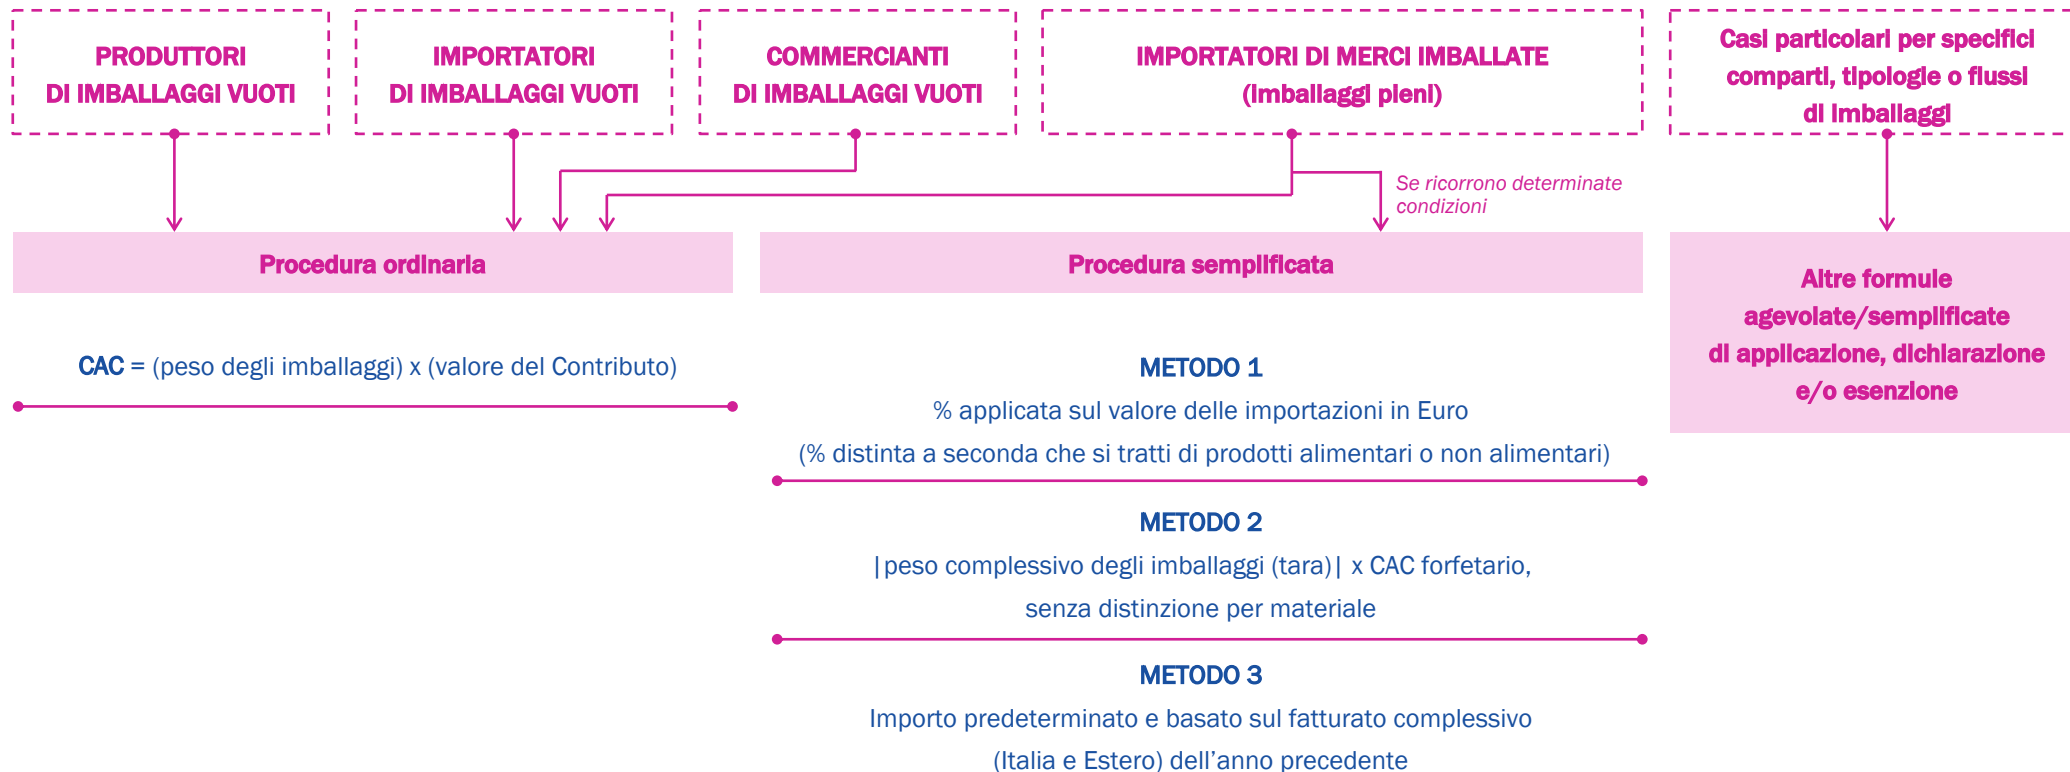 PRODUTTORI
DI IMBALLAGGI VUOTI
IMPORTATORI
DI IMBALLAGGI VUOTI
COMMERCIANTI
DI IMBALLAGGI VUOTI
IMPORTATORI DI MERCI IMBALLATE
(imballaggi pieni)
Casi particolari per specifici
comparti, tipologie o flussi
di imballaggi
Se ricorrono determinate
condizioni
Procedura ordinaria
Procedura semplificata
Altre formule
agevolate/semplificate
di applicazione, dichiarazione
e/o esenzione
CAC = (peso degli imballaggi) x (valore del Contributo)
METODO 1
% applicata sul valore delle importazioni in Euro
(% distinta a seconda che si tratti di prodotti alimentari o non alimentari)
METODO 2
|peso complessivo degli imballaggi (tara)| x CAC forfetario,
senza distinzione per materiale
METODO 3
Importo predeterminato e basato sul fatturato complessivo
(Italia e Estero) dell'anno precedente